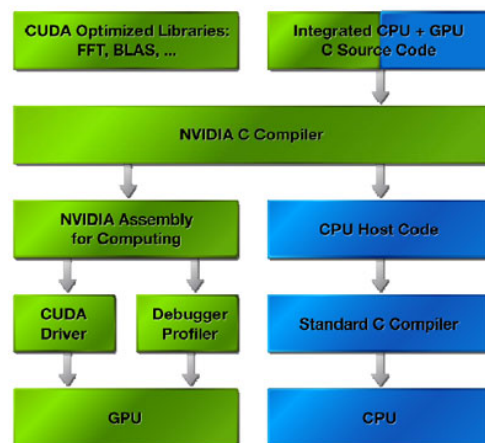 CUDA Optimized Libraries:
FFT, BLAS, ...
Integrated CPU + GPU
C Source Code
NVIDIA C Compiler
NVIDIA Assembly
for Computing
CPU Host Code
CUDA
Driver
Debugger
Profiler
Standard C Compiler
GPU
CPU